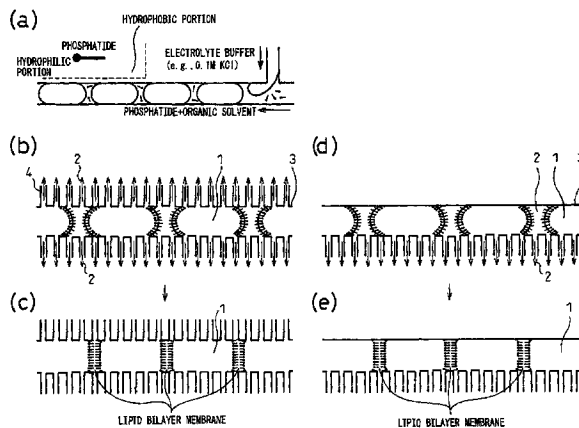 (a)
HYDROPHOBIC PORTION
PHOSPHATIDE
HYDROPHILIC
PORTION
ELECTROLYTE BUFFER
(e.g., 0.1M KCl)
PHOSPHATIDE+ORGANIC SOLVENT
(b)
4
2
1
3
2
(d)
2
1
3
2
(c)
1
LIPID BILAYER MEMBRANE
(e)
1
LIPID BILAYER MEMBRANE